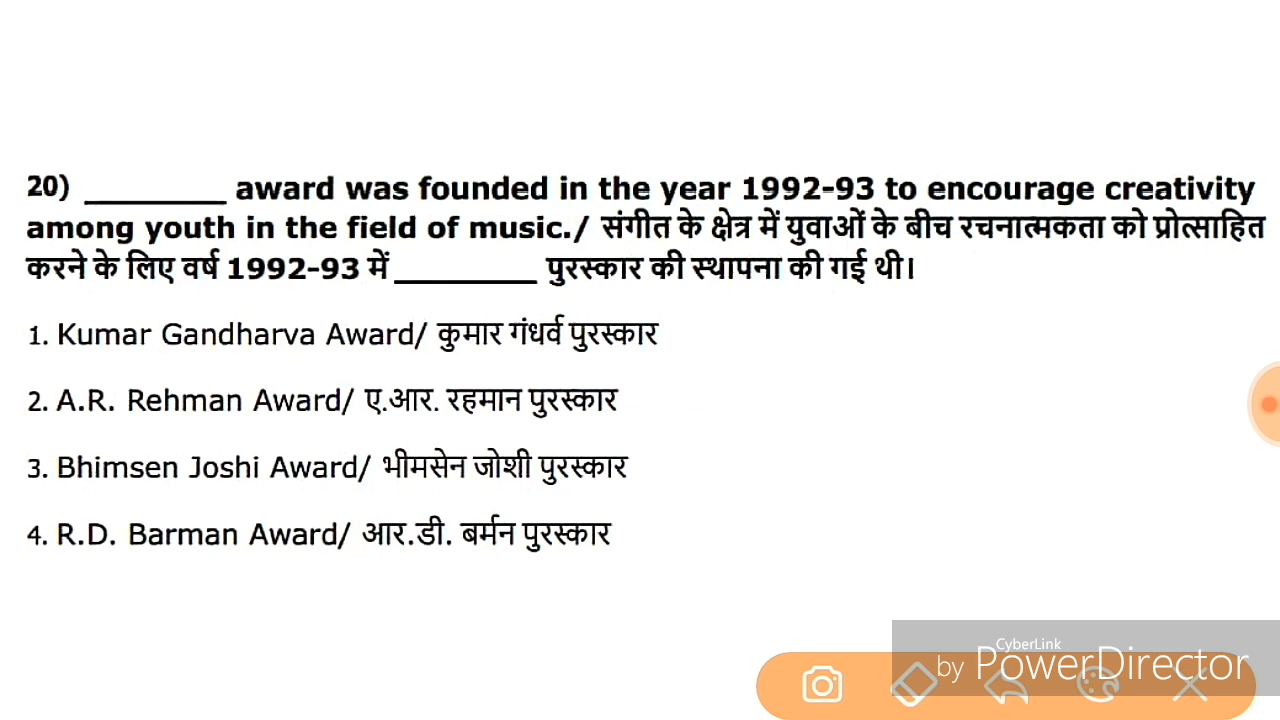 20) _________ award was founded in the year 1992-93 to encourage creativity
among youth in the field of music./ संगीत के क्षेत्र में युवाओं के बीच रचनात्मकता को प्रोत्साहित
करने के लिए वर्ष 1992-93 में _________ पुरस्कार की स्थापना की गई थी।
1. Kumar Gandharva Award/ कुमार गंधर्व पुरस्कार
2. A.R. Rehman Award/ ए.आर. रहमान पुरस्कार
3. Bhimsen Joshi Award/ भीमसेन जोशी पुरस्कार
4. R.D. Barman Award/ आर.डी. बर्मन पुरस्कार
CyberLink
by PowerDirector